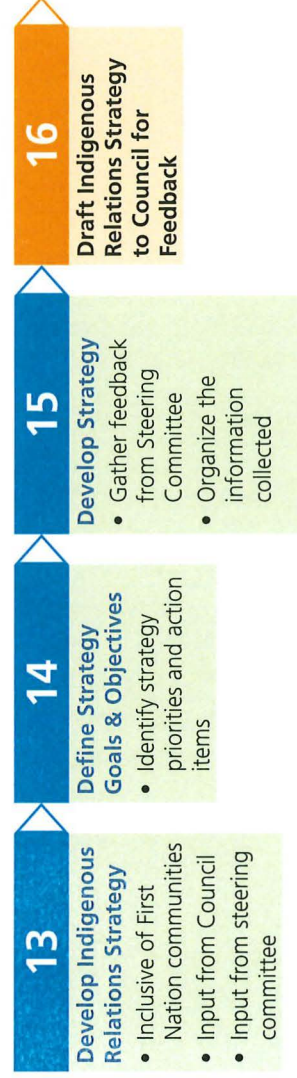 13
Develop Indigenous
Relations Strategy
• Inclusive of First
Nation communities
• Input from Council
• Input from steering
committee
14
Define Strategy
Goals & Objectives
• Identify strategy
priorities and action
items
15
Develop Strategy
• Gather feedback
from Steering
Committee
• Organize the
information
collected
16
Draft Indigenous
Relations Strategy
to Council for
Feedback